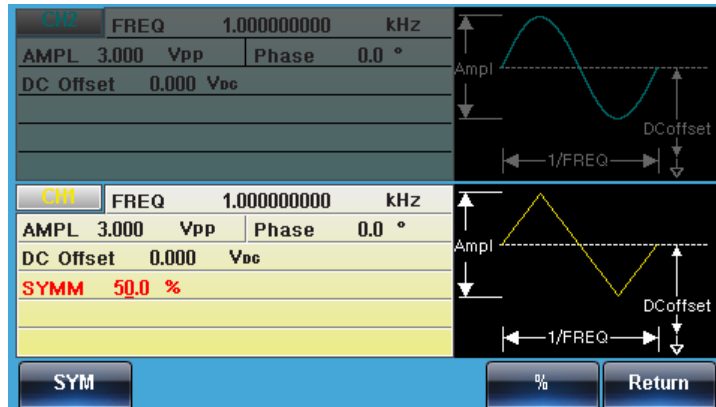 CH2 FREQ 1.000000000 kHz
AMPL 3.000 Vpp Phase 0.0 °
DC Offset 0.000 VDC
Ampl
DCoffset
1/FREQ
CH1 FREQ 1.000000000 kHz
AMPL 3.000 Vpp Phase 0.0 °
DC Offset 0.000 VDC
SYMM 50.0 %
Ampl
DCoffset
1/FREQ
SYM % Return